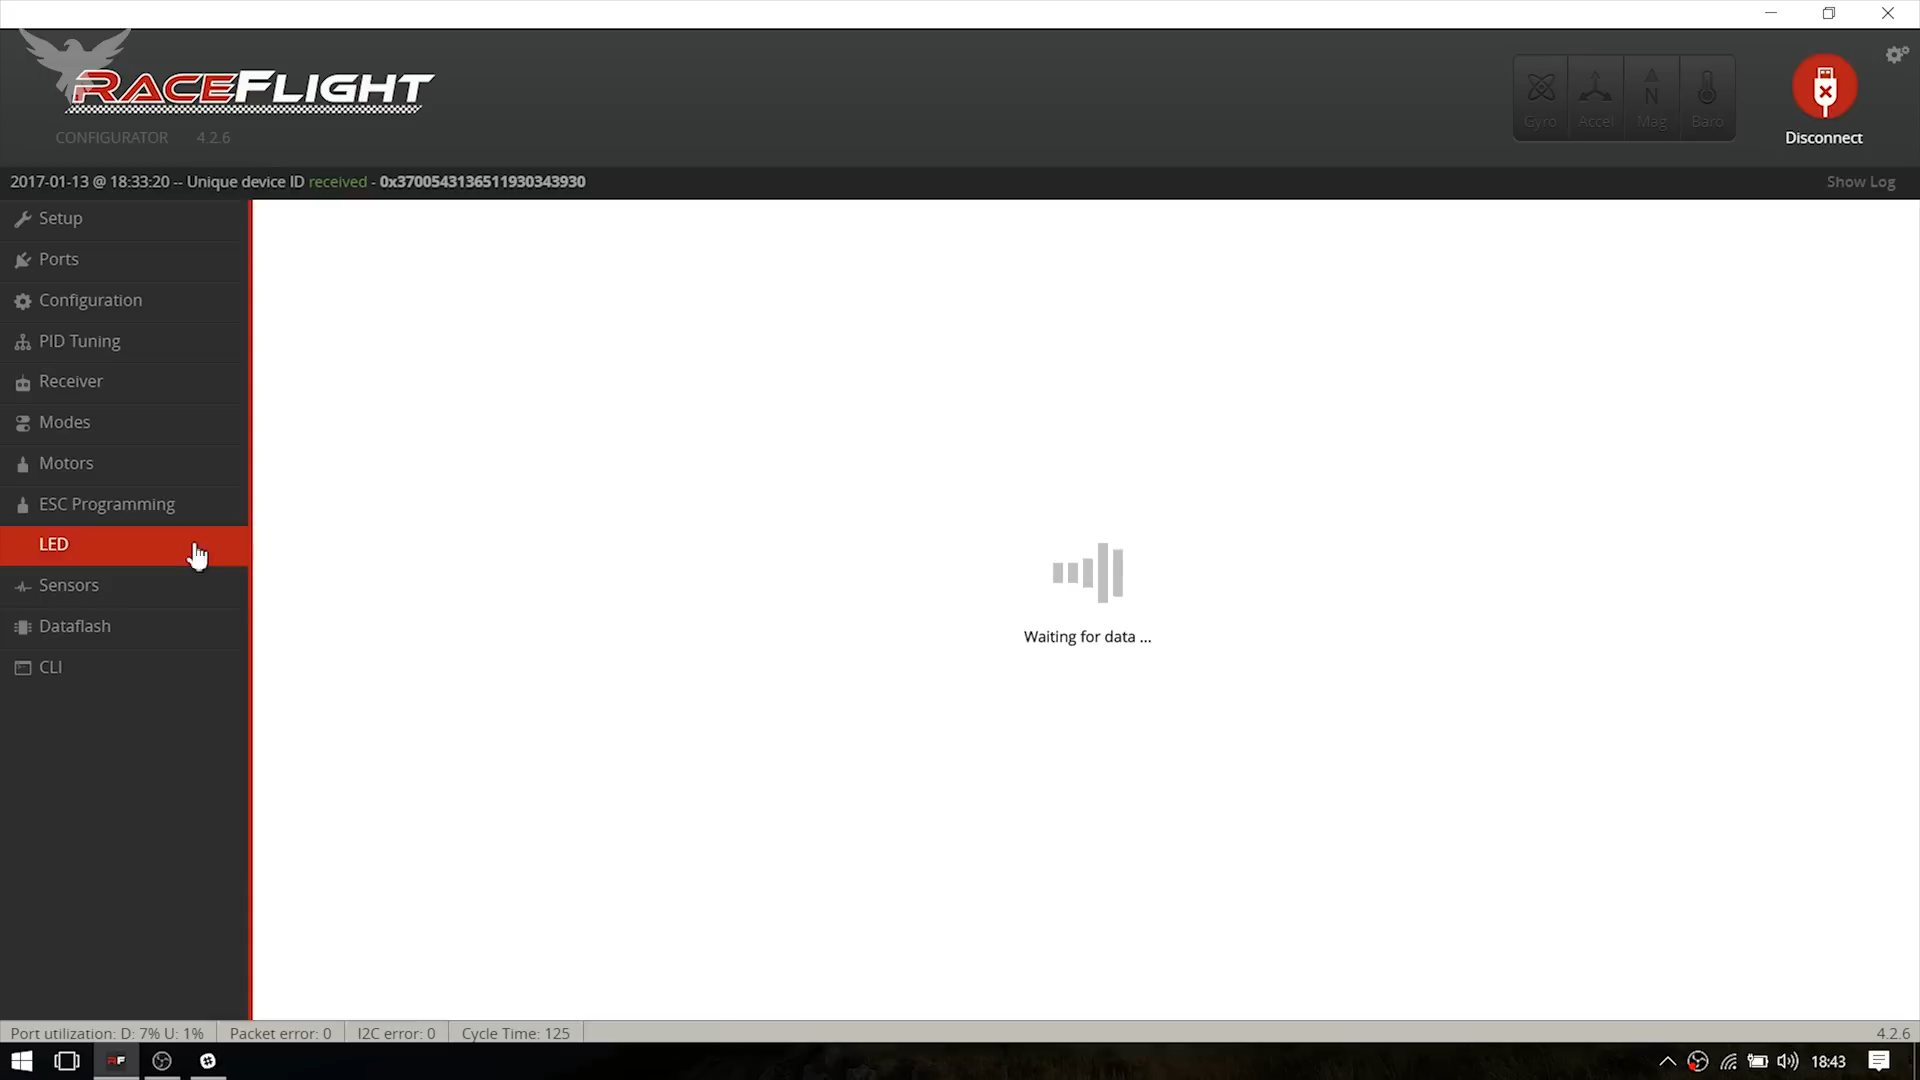 RACEFLIGHT
CONFIGURATOR 4.2.6
Gyro Accel Mag Baro
N
Disconnect
2017-01-13 @ 18:33:20 -- Unique device ID received - 0x3700543136511930343930
Show Log
Setup
Ports
Configuration
PID Tuning
Receiver
Modes
Motors
ESC Programming
LED
Sensors
Dataflash
CLI
Waiting for data ...
Port utilization: D: 7% U: 1% Packet error: 0 I2C error: 0 Cycle Time: 125 4.2.6
RF
18:43